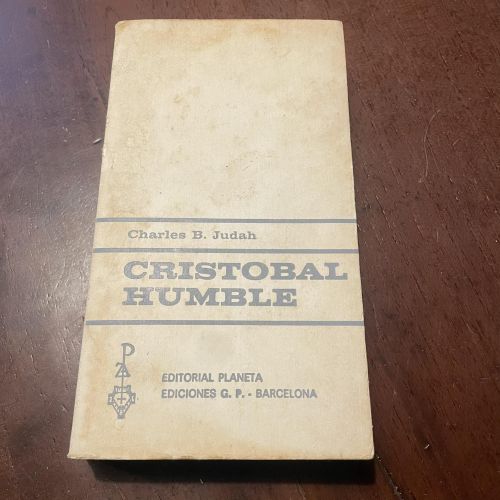 Charles B. Judah
CRISTOBAL
HUMBLE
EDITORIAL PLANETA
EDICIONES G. P. - BARCELONA